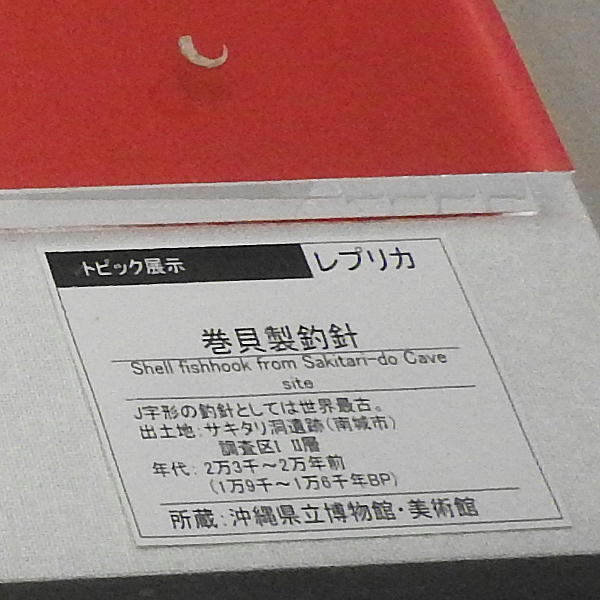 トピック展示
レプリカ
巻貝製釣針
Shell fishhook from Sakitari-do Cave
site
J字形の釣針としては世界最古。
出土地：サキタリ洞遺跡(南城市)
調査区Ⅰ Ⅱ層
年代：2万3千～2万年前
(1万9千～1万6千年BP)
所蔵：沖縄県立博物館・美術館